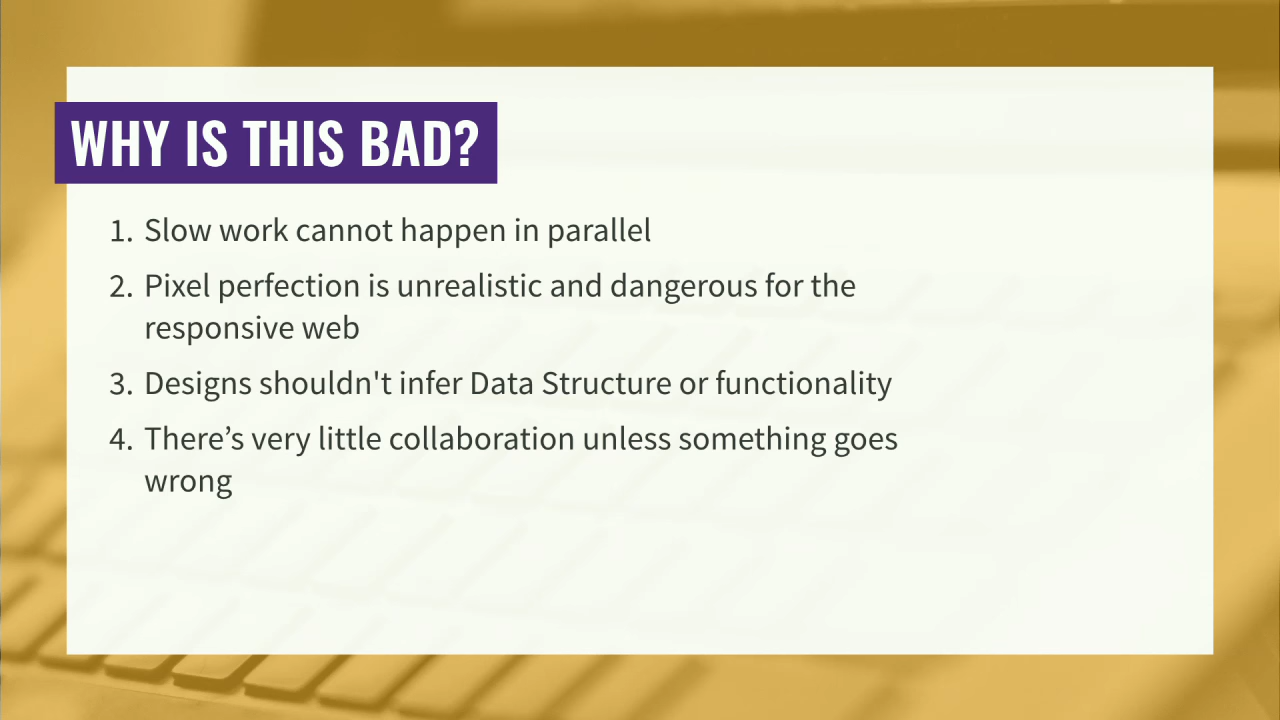 WHY IS THIS BAD?
1. Slow work cannot happen in parallel
2. Pixel perfection is unrealistic and dangerous for the
responsive web
3. Designs shouldn't infer Data Structure or functionality
4. There’s very little collaboration unless something goes
wrong